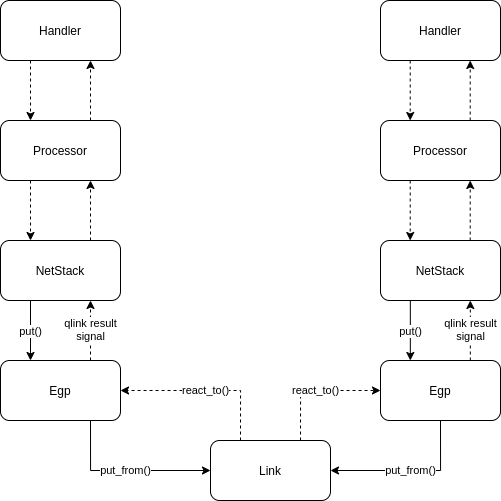 Handler
Handler
Processor
Processor
NetStack
NetStack
put()
qlink result
signal
put()
qlink result
signal
Egp
react_to()
react_to()
Egp
put_from()
Link
put_from()